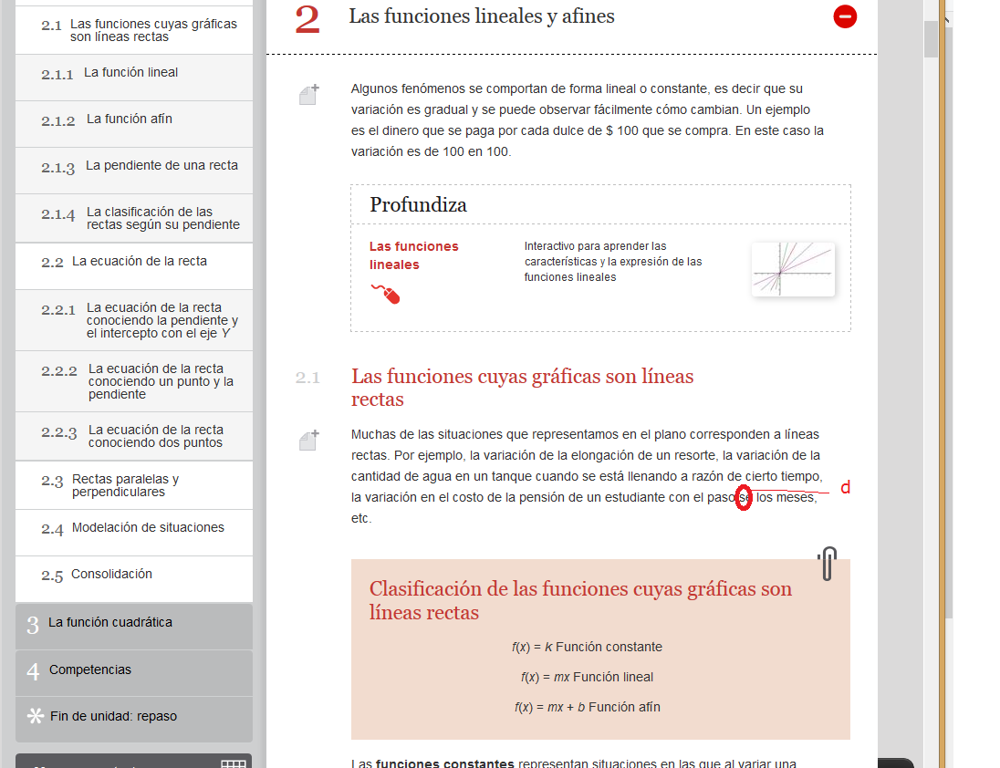 2.1 Las funciones cuyas gráficas
son líneas rectas
2.1.1 La función lineal
2.1.2 La función afín
2.1.3 La pendiente de una recta
2.1.4 La clasificación de las
rectas según su pendiente
2.2 La ecuación de la recta
2.2.1 La ecuación de la recta
conociendo la pendiente y
el intercepto con el eje Y
2.2.2 La ecuación de la recta
conociendo un punto y la
pendiente
2.2.3 La ecuación de la recta
conociendo dos puntos
2.3 Rectas paralelas y
perpendiculares
2.4 Modelación de situaciones
2.5 Consolidación
3 La función cuadrática
4 Competencias
Fin de unidad: repaso
2 Las funciones lineales y afines
Algunos fenómenos se comportan de forma lineal o constante, es decir que su
variación es gradual y se puede observar fácilmente cómo cambian. Un ejemplo
es el dinero que se paga por cada dulce de $ 100 que se compra. En este caso la
variación es de 100 en 100.
Profundiza
Las funciones
lineales
Interactivo para aprender las
características y la expresión de las
funciones lineales
2.1 Las funciones cuyas gráficas son líneas
rectas
Muchas de las situaciones que representamos en el plano corresponden a líneas
rectas. Por ejemplo, la variación de la elongación de un resorte, la variación de la
cantidad de agua en un tanque cuando se está llenando a razón de cierto tiempo,
la variación en el costo de la pensión de un estudiante con el paso se los meses,
d
etc.
Clasificación de las funciones cuyas gráficas son
líneas rectas
f(x) = k Función constante
f(x) = mx Función lineal
f(x) = mx + b Función afín
Las funciones constantes representan situaciones en las que al variar una